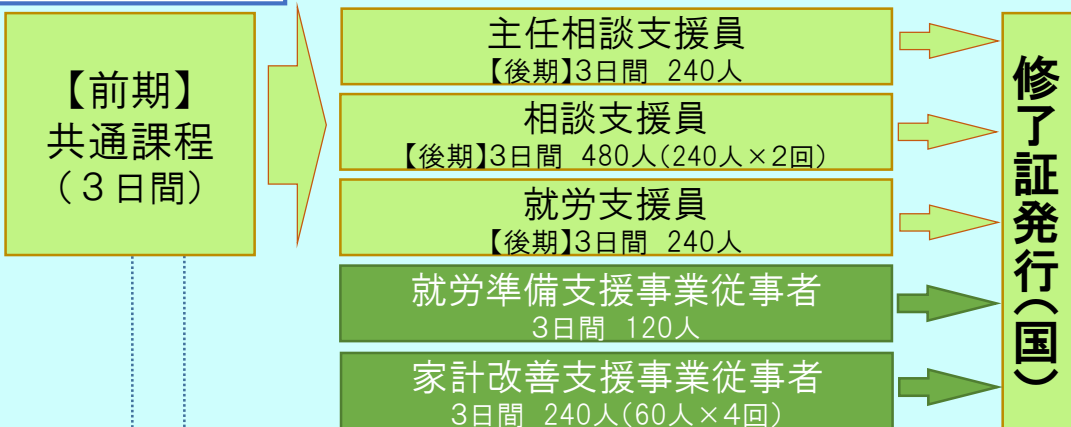 【前期】
共通課程
（３日間）
主任相談支援員
【後期】3日間 240人
相談支援員
【後期】3日間 480人(240人×2回)
就労支援員
【後期】3日間 240人
就労準備支援事業従事者
3日間 120人
家計改善支援事業従事者
3日間 240人(60人×4回)
修了証発行(国)